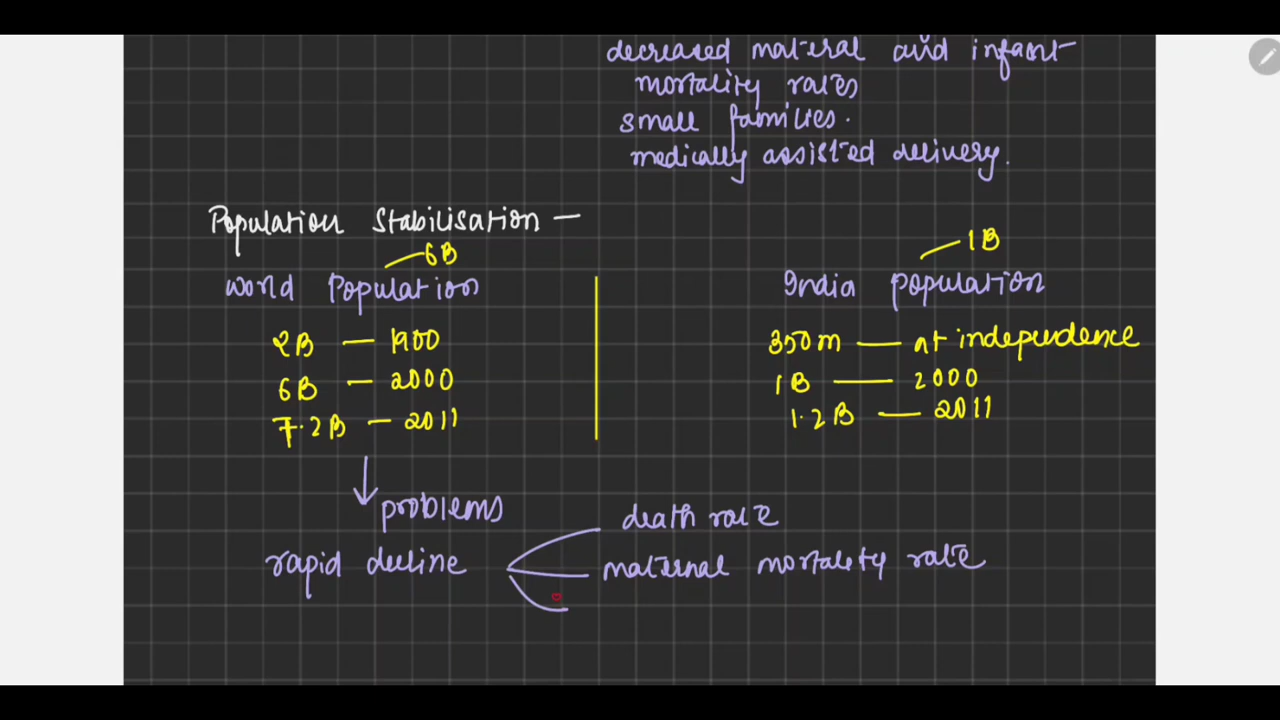 decreased materal and infant
mortality rates
small families.
medically assisted delivery.
Population Stabilisation —
6B
World Population
2B — 1900
6B — 2000
7.2B — 2011
1B
India population
350m — at independence
1B — 2000
1.2B — 2011
problems
rapid decline
death rate
maternal mortality rate